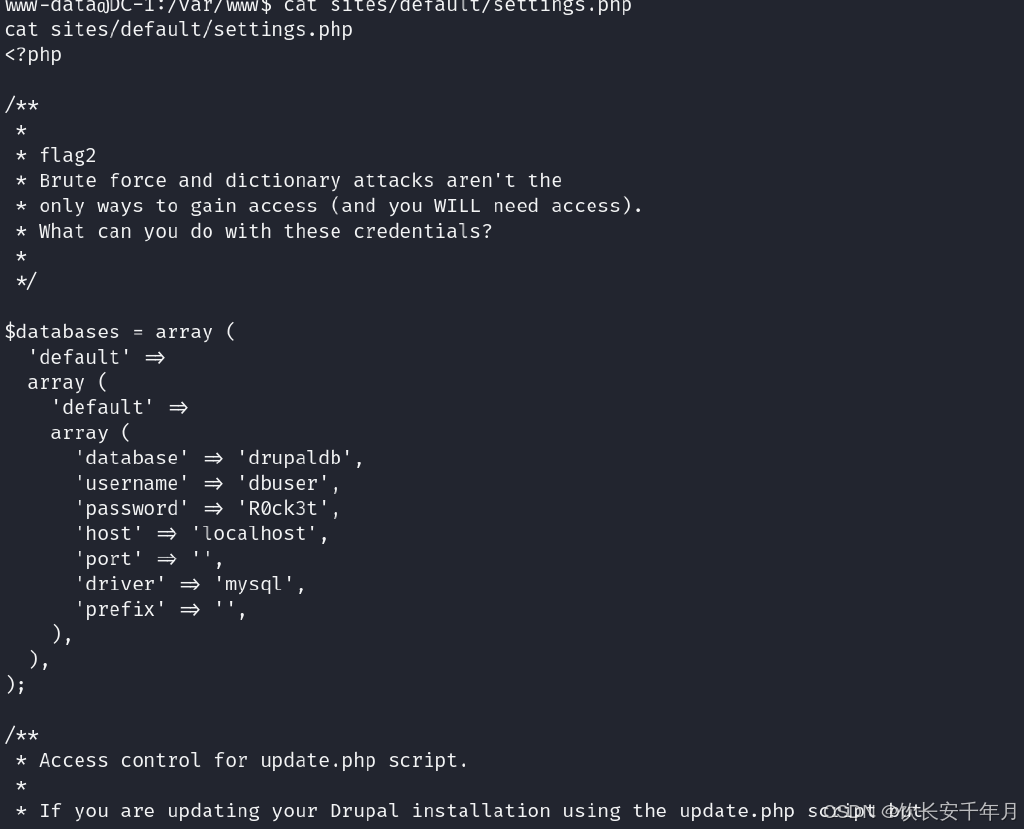 www-data@DC-1:/var/www$ cat sites/default/settings.php
cat sites/default/settings.php
<?php
/**
 *
 * flag2
 * Brute force and dictionary attacks aren't the
 * only ways to gain access (and you WILL need access).
 * What can you do with these credentials?
 *
 */
$databases = array (
  'default' =>
  array (
    'default' =>
    array (
      'database' => 'drupaldb',
      'username' => 'dbuser',
      'password' => 'R0ck3t',
      'host' => 'localhost',
      'port' => '',
      'driver' => 'mysql',
      'prefix' => '',
    ),
  ),
);
/**
 * Access control for update.php script.
 *
 * If you are updating your Drupal installation using the update.php script but
CSDN @饮长安千年月